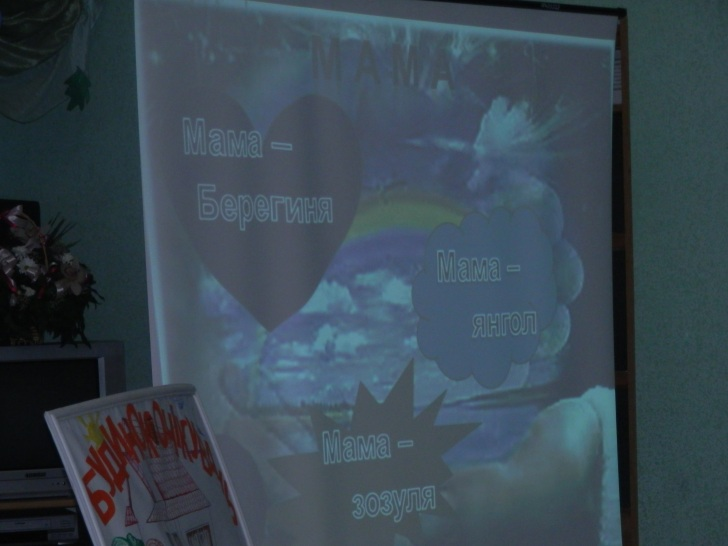 МАМА
Мама –
Берегиня
Мама –
янгол
Мама –
зозуля